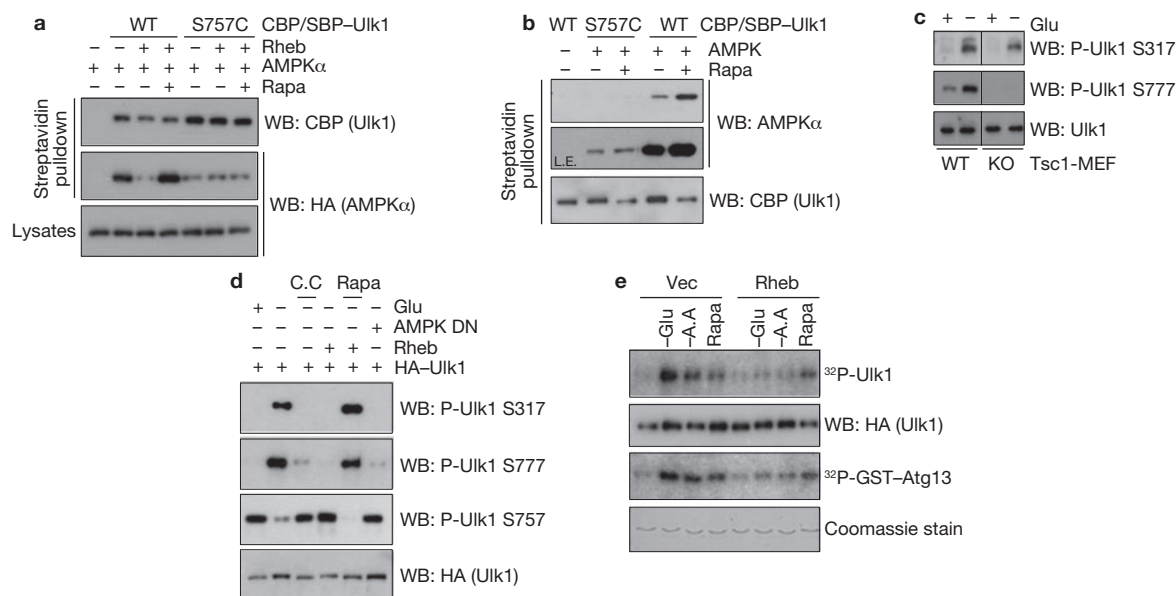 a
WT S757C CBP/SBP–Ulk1
– – + + – + + Rheb
+ + + + + + + AMPKα
– – – + – – + Rapa
Streptavidin pulldown
WB: CBP (Ulk1)
WB: HA (AMPKα)
Lysates
b
WT S757C WT CBP/SBP–Ulk1
– + + + + AMPK
– – + – + Rapa
Streptavidin pulldown
WB: AMPKα
L.E.
WB: CBP (Ulk1)
c
+ – + – Glu
WB: P-Ulk1 S317
WB: P-Ulk1 S777
WB: Ulk1
WT KO Tsc1-MEF
d
C.C Rapa
+ – – – – – Glu
– – – – – + AMPK DN
– – – + + – Rheb
+ + + + + + HA–Ulk1
WB: P-Ulk1 S317
WB: P-Ulk1 S777
WB: P-Ulk1 S757
WB: HA (Ulk1)
e
Vec Rheb
–Glu –A.A Rapa –Glu –A.A Rapa
32P-Ulk1
WB: HA (Ulk1)
32P-GST–Atg13
Coomassie stain